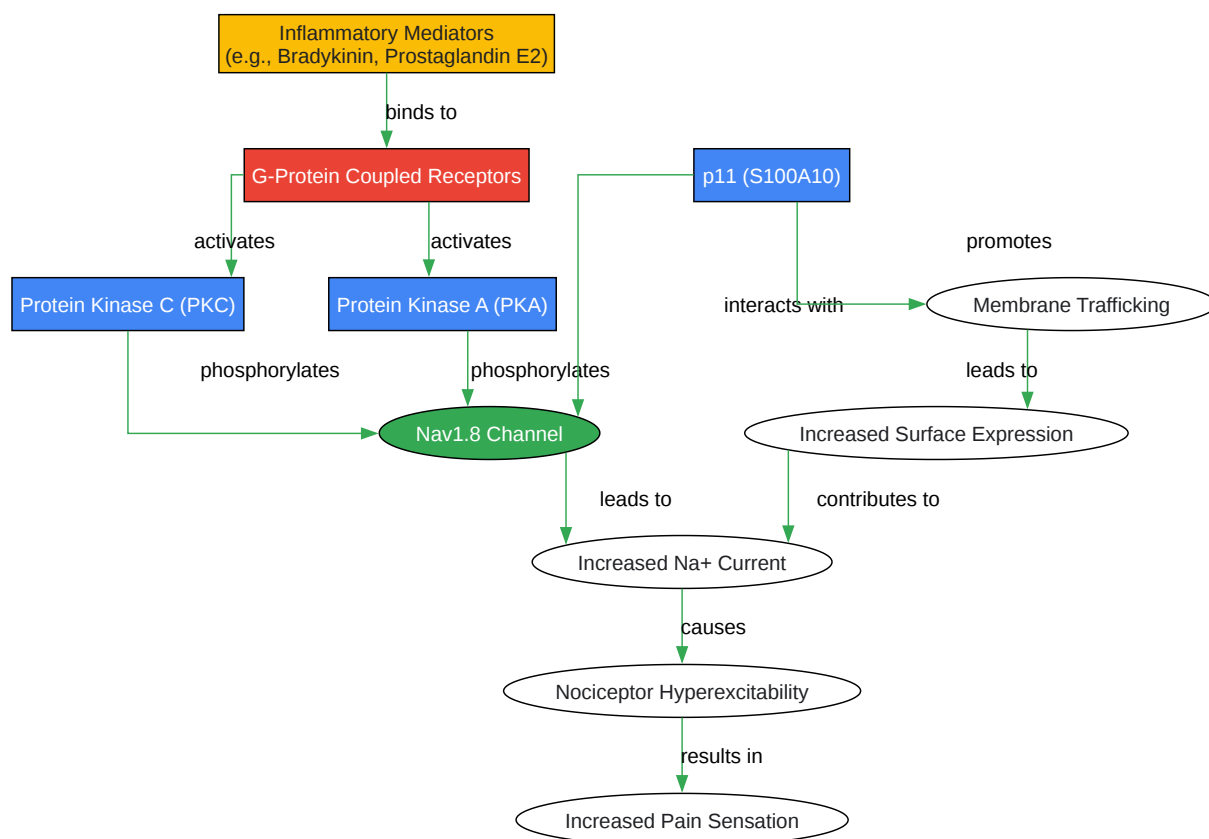 Inflammatory Mediators
(e.g., Bradykinin, Prostaglandin E2)
binds to
G-Protein Coupled Receptors
p11 (S100A10)
activates
activates
promotes
Protein Kinase C (PKC)
Protein Kinase A (PKA)
interacts with
Membrane Trafficking
phosphorylates
phosphorylates
leads to
Nav1.8 Channel
Increased Surface Expression
leads to
contributes to
Increased Na+ Current
causes
Nociceptor Hyperexcitability
results in
Increased Pain Sensation